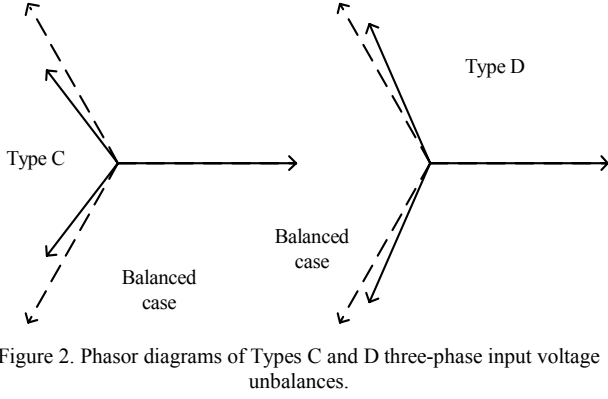 Type C
Balanced
case
Type D
Balanced
case
Figure 2. Phasor diagrams of Types C and D three-phase input voltage
unbalances.